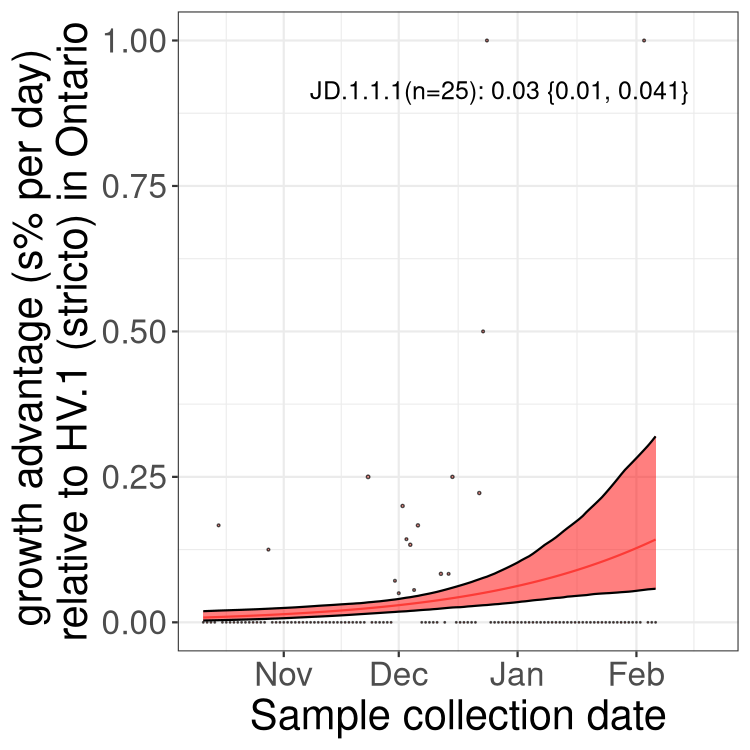 growth advantage (s% per day)
relative to HV.1 (stricto) in Ontario
1.00
JD.1.1.1(n=25): 0.03 {0.01, 0.041}
0.75
0.50
0.25
0.00
Nov Dec Jan Feb
Sample collection date